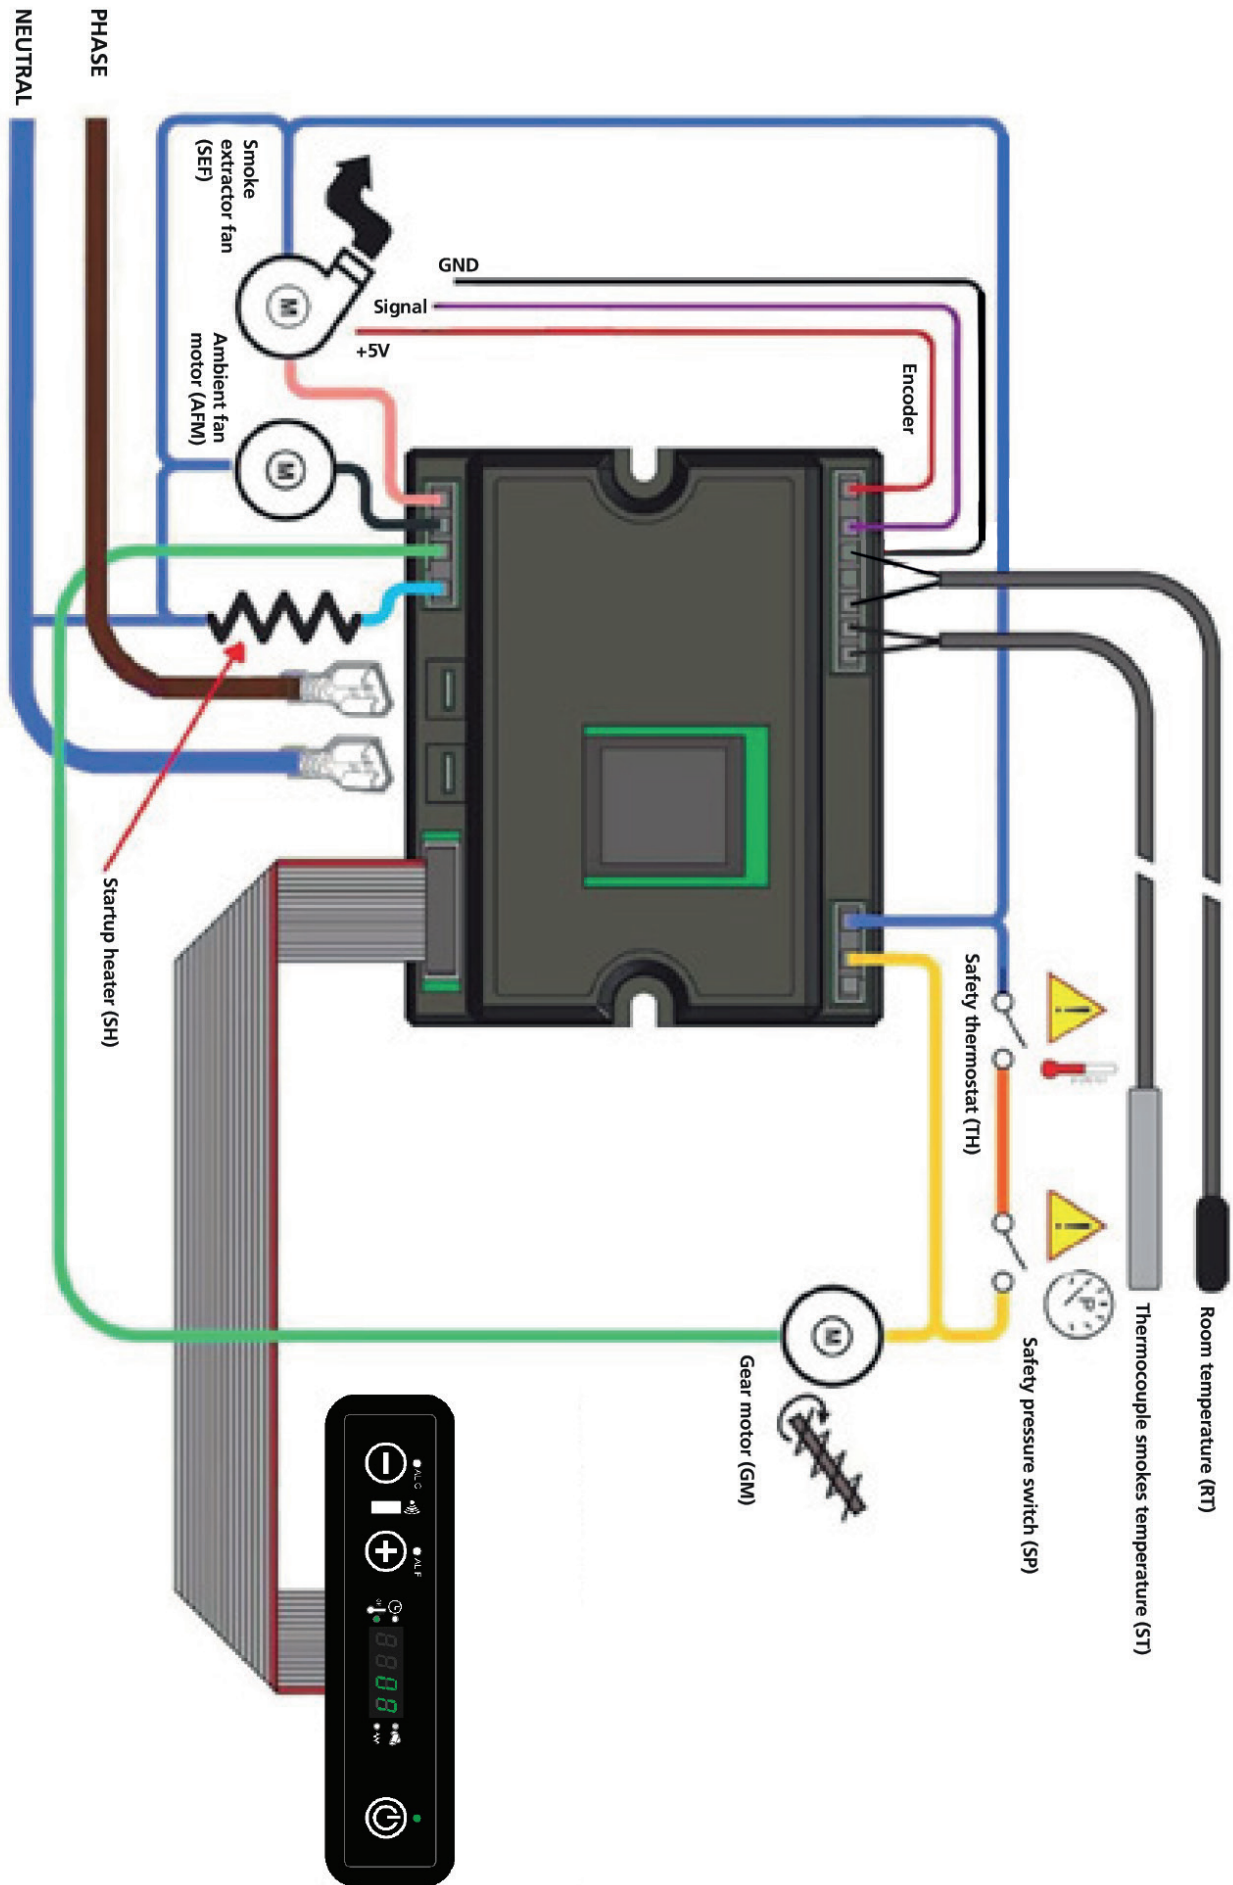 NEUTRAL
PHASE
Smoke
extractor fan
(SEF)
M
GND
Signal
+5V
Encoder
Ambient fan
motor (AFM)
M
Startup heater (SH)
Safety thermostat (TH)
Room temperature (RT)
Thermocouple smokes temperature (ST)
Safety pressure switch (SP)
P
Gear motor (GM)
M
AL C
AL F